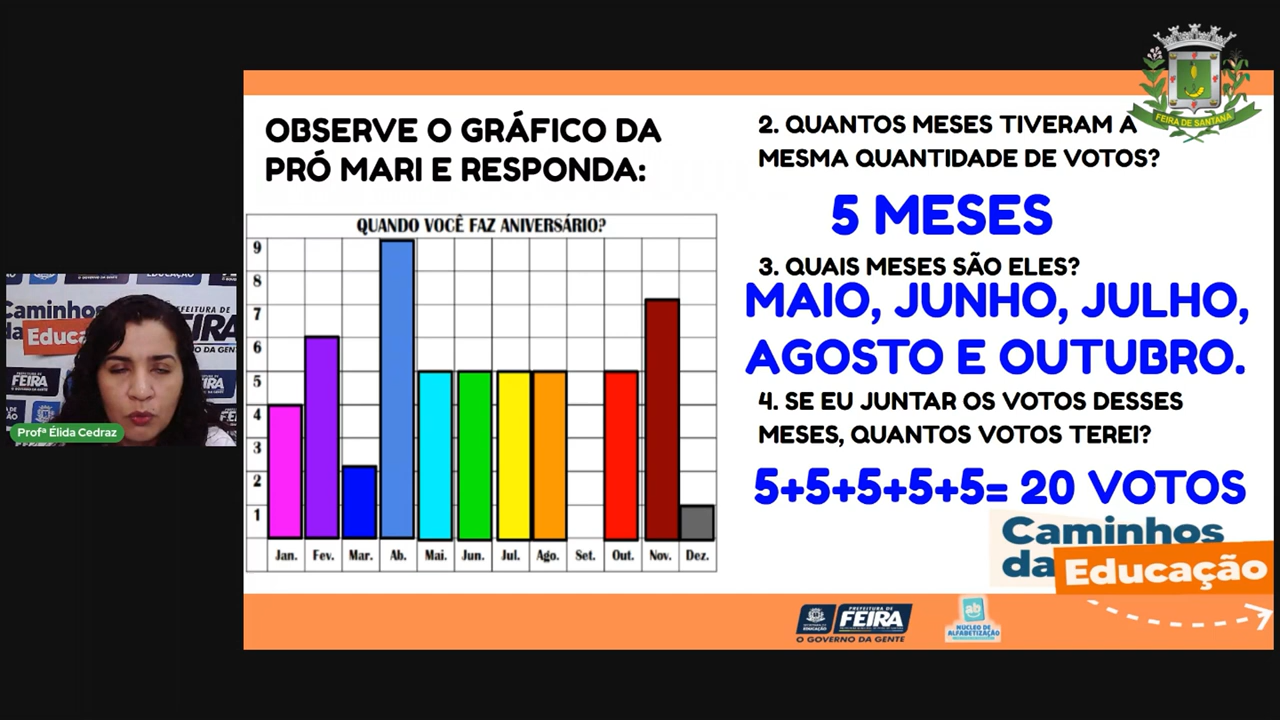 FEIRA DE SANTANA
OBSERVE O GRÁFICO DA
PRÓ MARI E RESPONDA:
QUANDO VOCÊ FAZ ANIVERSÁRIO?
9
8
7
6
5
4
3
2
1
Jan. Fev. Mar. Ab. Mai. Jun. Jul. Ago. Set. Out. Nov. Dez.
2. QUANTOS MESES TIVERAM A
MESMA QUANTIDADE DE VOTOS?
5 MESES
3. QUAIS MESES SÃO ELES?
MAIO, JUNHO, JULHO,
AGOSTO E OUTUBRO.
4. SE EU JUNTAR OS VOTOS DESSES
MESES, QUANTOS VOTOS TEREI?
5+5+5+5+5= 20 VOTOS
Caminhos
da Educação
PREFEITURA DE
FEIRA
EDUCAÇÃO
O GOVERNO DA GENTE
ab
NÚCLEO DE
ALFABETIZAÇÃO
Caminhos
da Educa
FEIRA
Profª Élida Cedraz